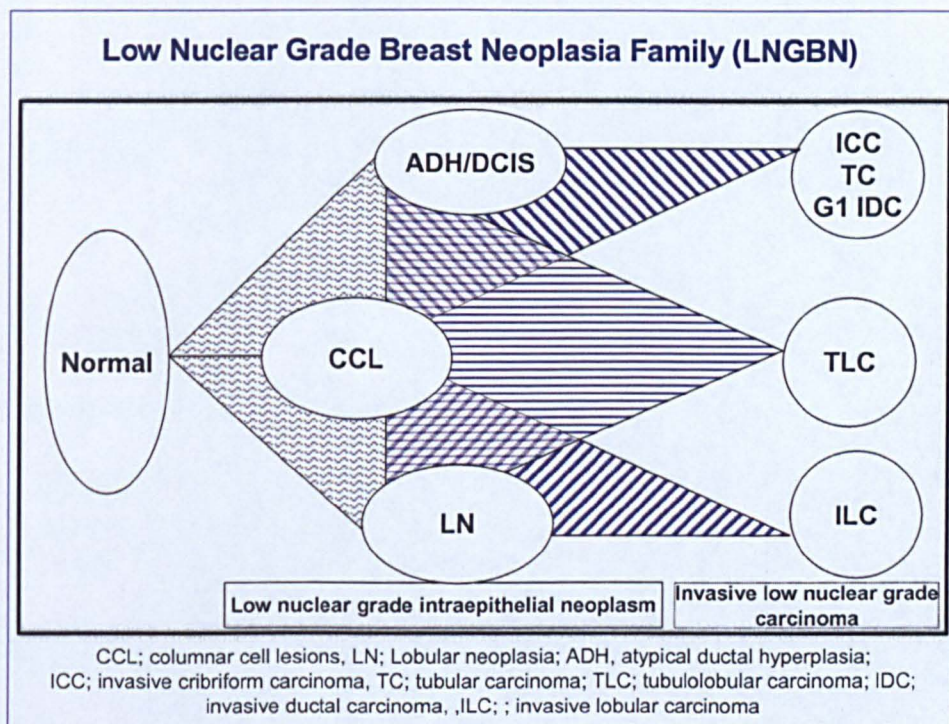 Low Nuclear Grade Breast Neoplasia Family (LNGBN)
ADH/DCIS
ICC
TC
G1 IDC
Normal
CCL
TLC
LN
ILC
Low nuclear grade intraepithelial neoplasm
Invasive low nuclear grade
carcinoma
CCL; columnar cell lesions, LN; Lobular neoplasia; ADH, atypical ductal hyperplasia;
ICC; invasive cribriform carcinoma, TC; tubular carcinoma; TLC; tubulolobular carcinoma; IDC;
invasive ductal carcinoma, ,ILC; ; invasive lobular carcinoma